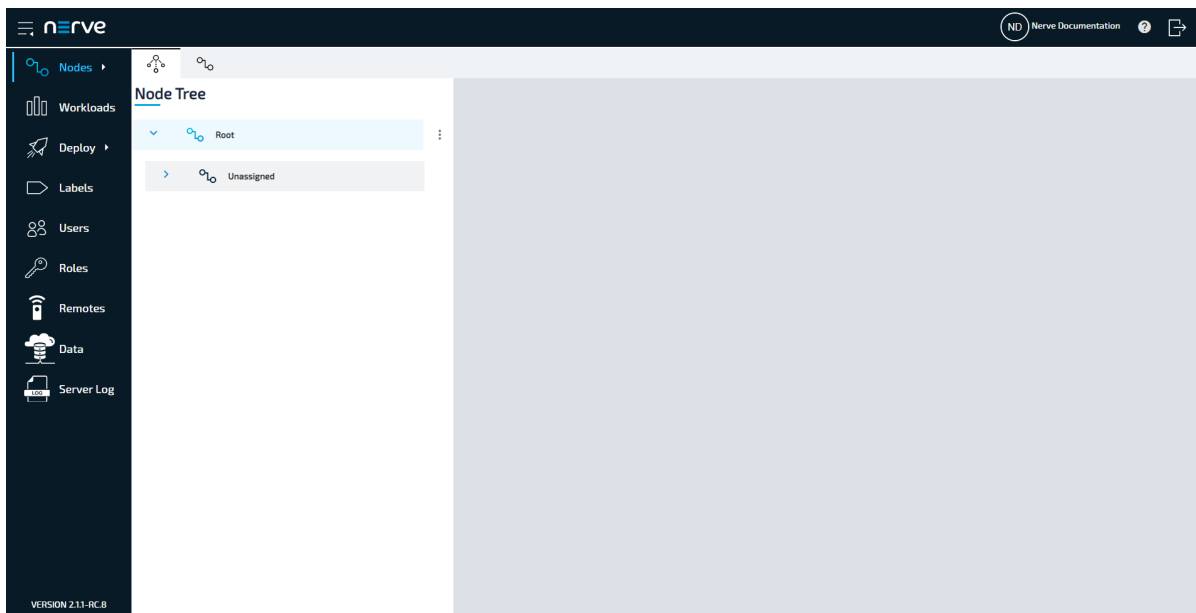 nerve
ND Nerve Documentation
Nodes
Workloads
Deploy
Labels
Users
Roles
Remotes
Data
LOG Server Log
VERSION 2.1.1-RC.8
Node Tree
Root
Unassigned